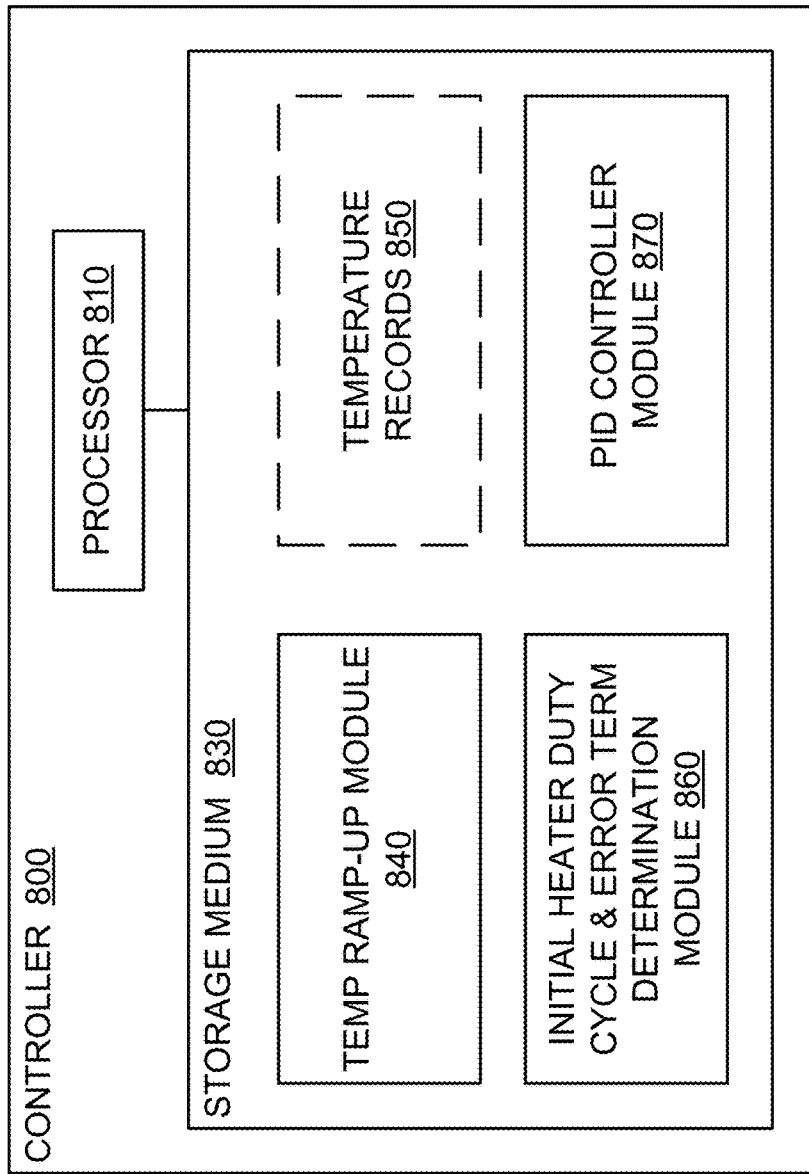 CONTROLLER 800
PROCESSOR 810
STORAGE MEDIUM 830
TEMP RAMP-UP MODULE
840
TEMPERATURE
RECORDS 850
INITIAL HEATER DUTY
CYCLE & ERROR TERM
DETERMINATION
MODULE 860
PID CONTROLLER
MODULE 870